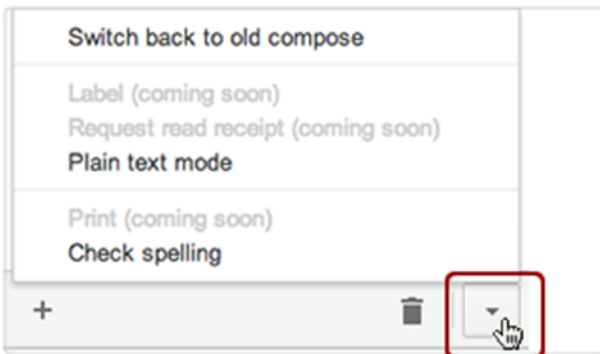 Switch back to old compose
Label (coming soon)
Request read receipt (coming soon)
Plain text mode
Print (coming soon)
Check spelling